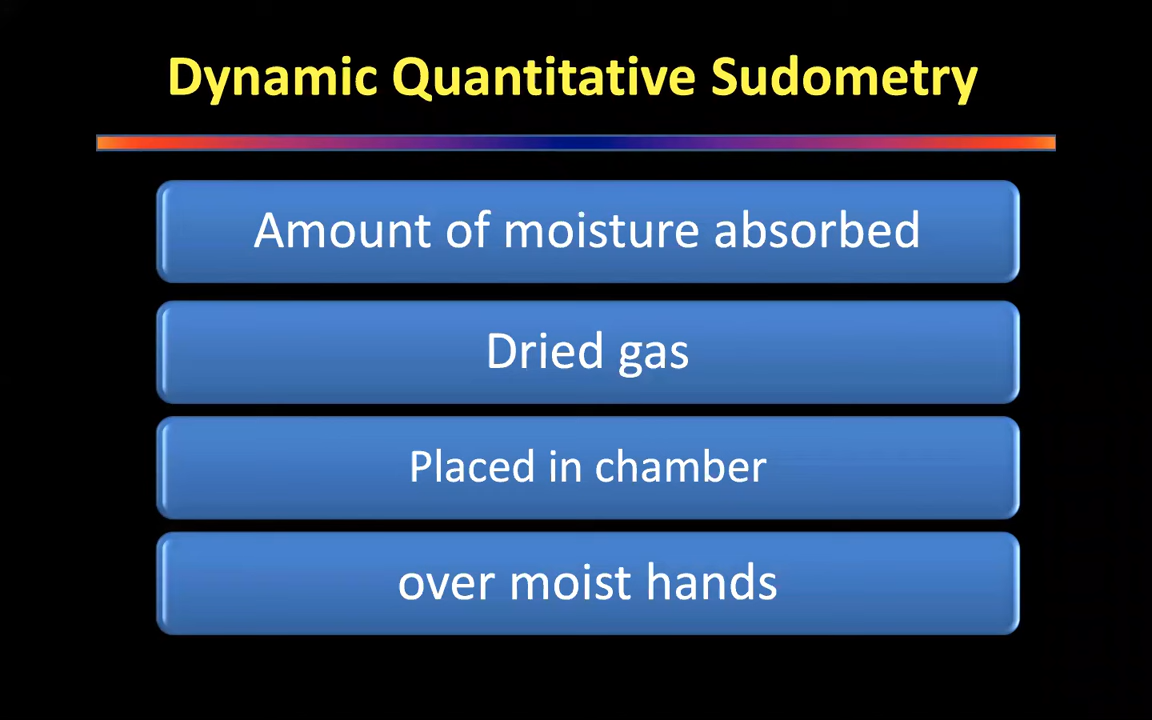 Dynamic Quantitative Sudometry
Amount of moisture absorbed
Dried gas
Placed in chamber
over moist hands